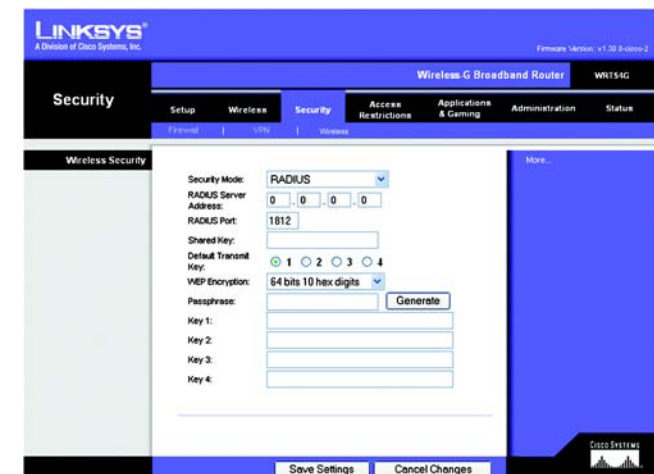 LINKSYS®
A Division of Cisco Systems, Inc.
Firmware Version: v1.30.8-cisco-2
Wireless-G Broadband Router WRT54G
Security
Setup Wireless Security Access Restrictions Applications & Gaming Administration Status
Firewall | VPN | Wireless
Wireless Security
More...
Security Mode: RADIUS
RADIUS Server Address: 0 . 0 . 0 . 0
RADIUS Port: 1812
Shared Key:
Default Transmit Key: 1 2 3 4
WEP Encryption: 64 bits 10 hex digits
Passphrase: Generate
Key 1:
Key 2:
Key 3:
Key 4:
CISCO SYSTEMS
Save Settings Cancel Changes